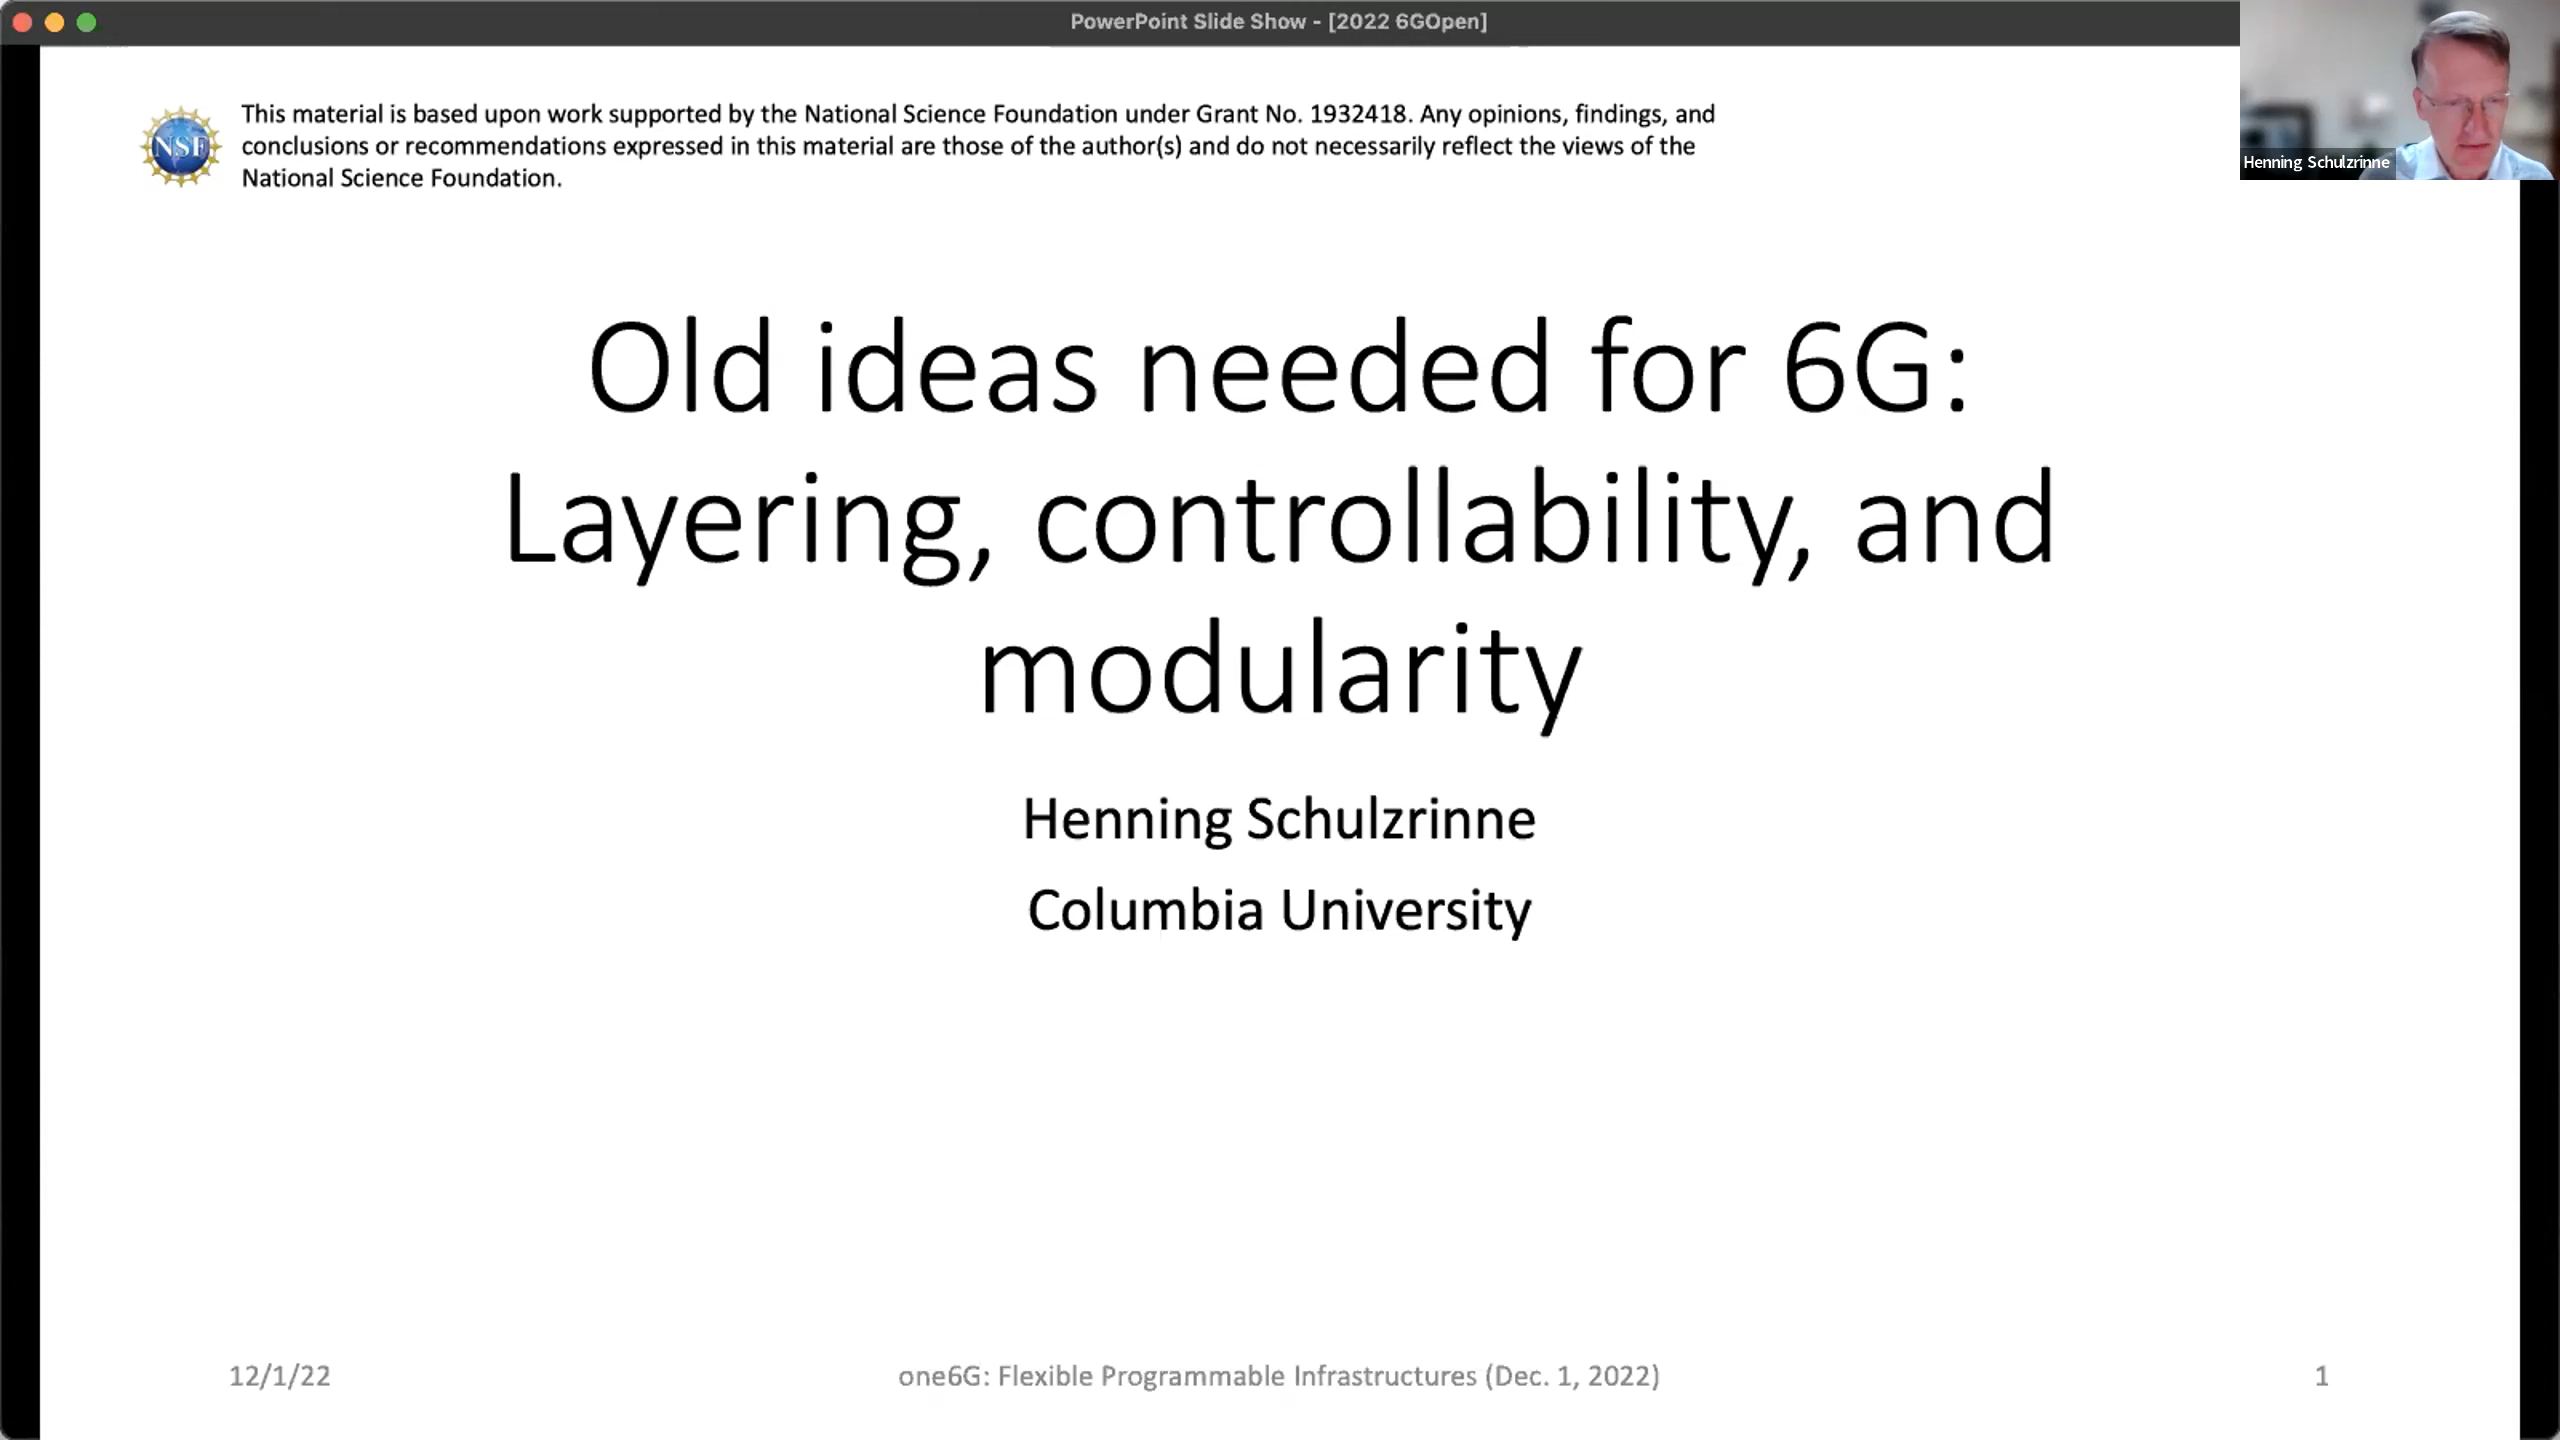 PowerPoint Slide Show - [2022 6GOpen]
NSF
This material is based upon work supported by the National Science Foundation under Grant No. 1932418. Any opinions, findings, and
conclusions or recommendations expressed in this material are those of the author(s) and do not necessarily reflect the views of the
National Science Foundation.
Henning Schulzrinne
Old ideas needed for 6G:
Layering, controllability, and
modularity
Henning Schulzrinne
Columbia University
12/1/22
one6G: Flexible Programmable Infrastructures (Dec. 1, 2022)
1